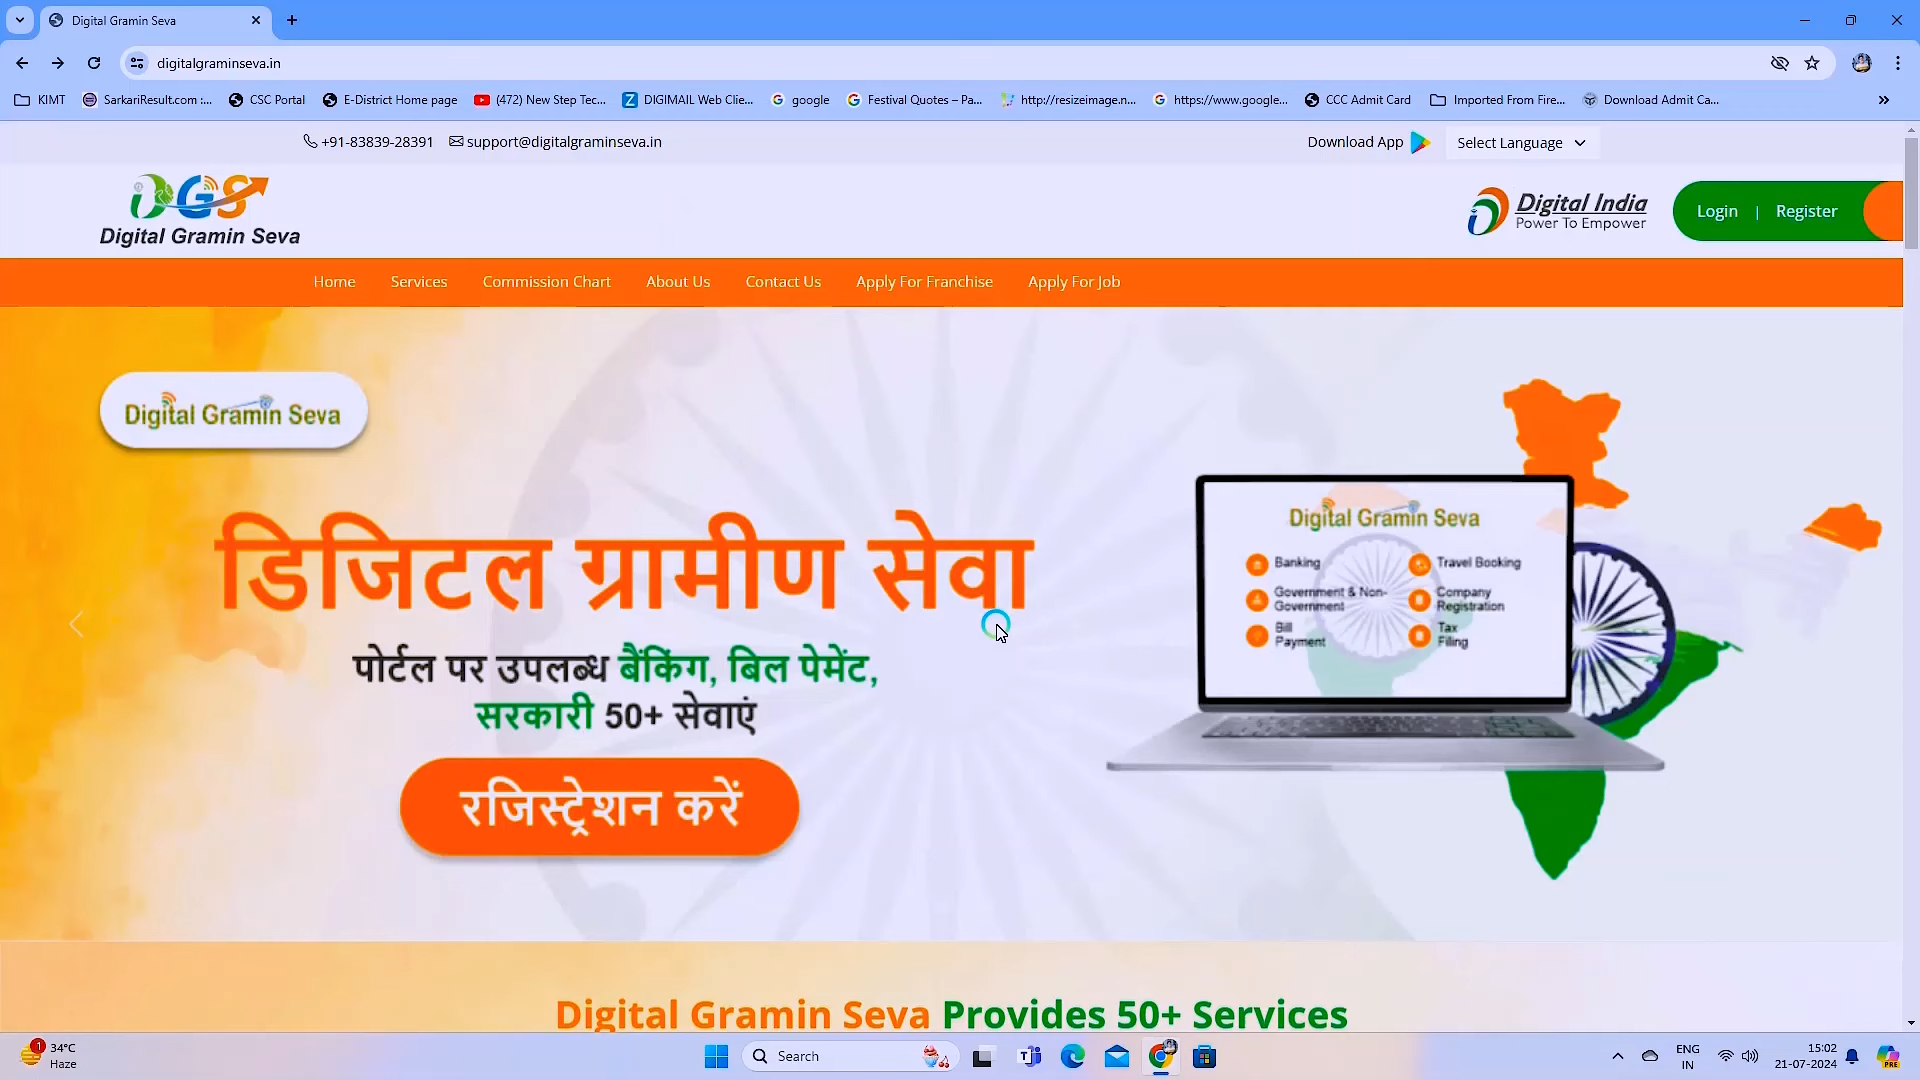 Digital Gramin Seva
digitalgraminseva.in
KIMT
SarkariResult.com :...
CSC Portal
E-District Home page
(472) New Step Tec...
DIGIMAIL Web Clie...
google
Festival Quotes – Pa...
http://resizeimage.n...
https://www.google...
CCC Admit Card
Imported From Fire...
Download Admit Ca...
+91-83839-28391
support@digitalgraminseva.in
Download App
Select Language
DGS
Digital Gramin Seva
Digital India
Power To Empower
Login | Register
Home
Services
Commission Chart
About Us
Contact Us
Apply For Franchise
Apply For Job
Digital Gramin Seva
डिजिटल ग्रामीण सेवा
पोर्टल पर उपलब्ध बैंकिंग, बिल पेमेंट,
सरकारी 50+ सेवाएं
रजिस्ट्रेशन करें
Digital Gramin Seva
Banking
Travel Booking
Government & Non-
Government
Company
Registration
Bill
Payment
Tax
Filing
Digital Gramin Seva Provides 50+ Services
1
34°C
Haze
Search
ENG
IN
15:02
21-07-2024
PRE